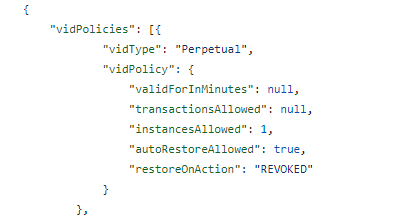 {
"vidPolicies": [{
"vidType": "Perpetual",
"vidPolicy": {
"validForInMinutes": null,
"transactionsAllowed": null,
"instancesAllowed": 1,
"autoRestoreAllowed": true,
"restoreOnAction": "REVOKED"
}
},